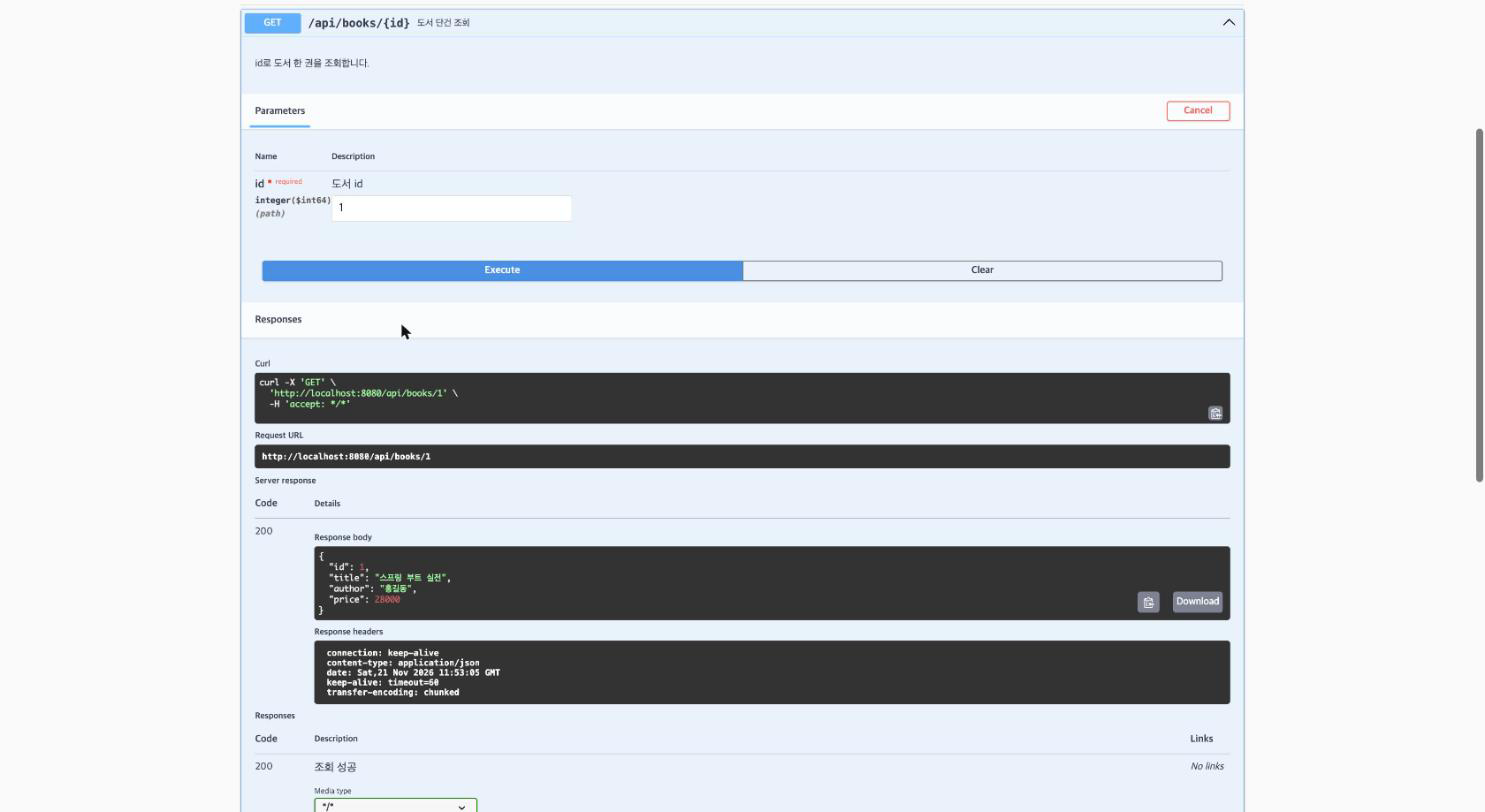 GET /api/books/{id} 도서 단건 조회
id로 도서 한 권을 조회합니다.
Parameters
Cancel
Name Description
id * required 도서 id
integer($int64)
(path)
1
Execute Clear
Responses
Curl
curl -X 'GET' \
'http://localhost:8080/api/books/1' \
-H 'accept: */*'
Request URL
http://localhost:8080/api/books/1
Server response
Code Details
200
Response body
{
"id": 1,
"title": "스프링 부트 실전",
"author": "홍길동",
"price": 28000
}
Download
Response headers
connection: keep-alive
content-type: application/json
date: Sat,21 Nov 2026 11:53:05 GMT
keep-alive: timeout=60
transfer-encoding: chunked
Responses
Code Description Links
200 조회 성공 No links
Media type
*/*